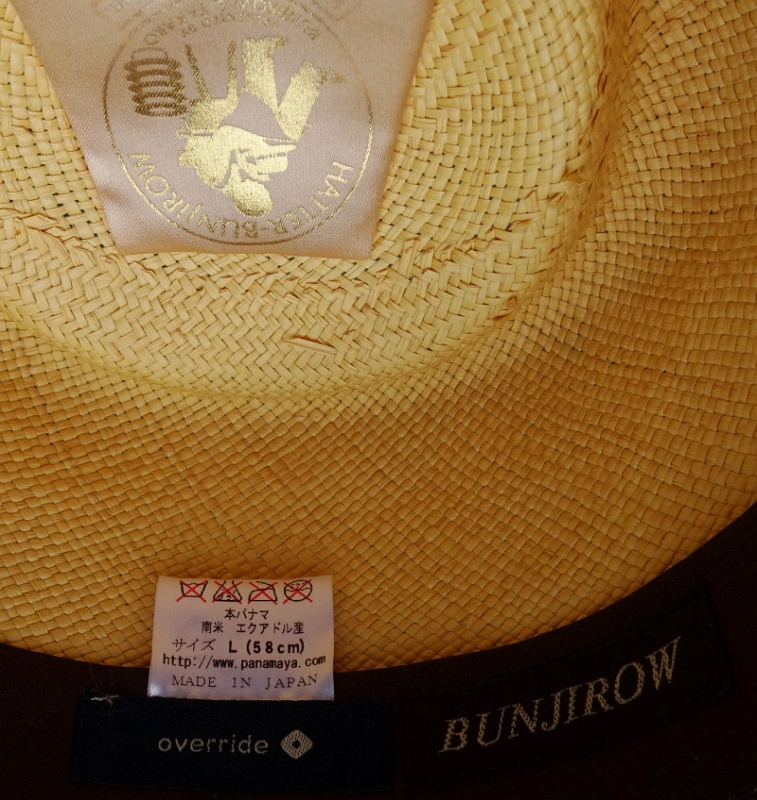 HATTER-BUNJIROW
本パナマ
南米 エクアドル産
サイズ L (58cm)
http://www.panamaya.com
MADE IN JAPAN
override
BUNJIROW